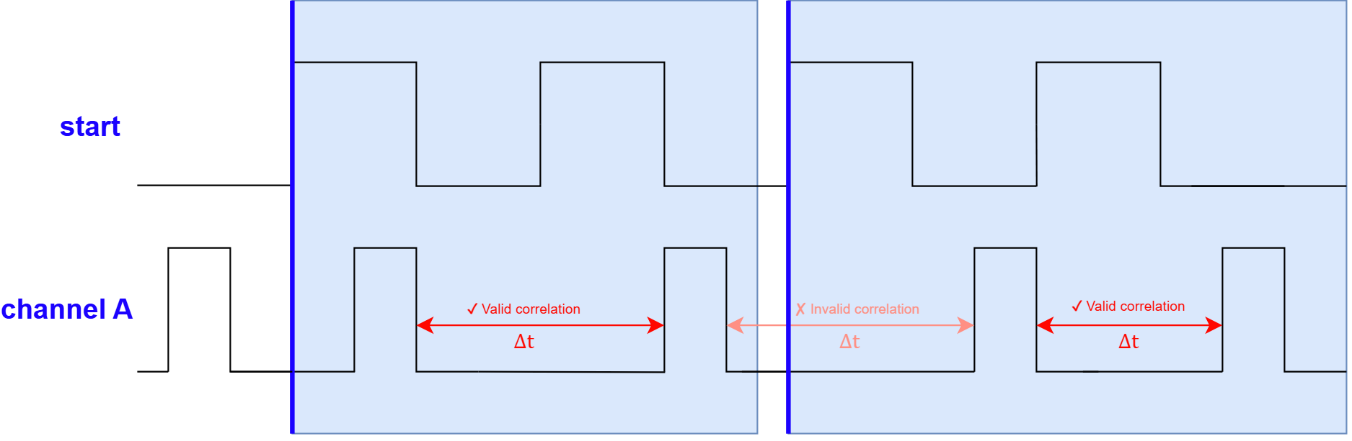 start
channel A
✓ Valid correlation
Δt
✗ Invalid correlation
Δt
✓ Valid correlation
Δt